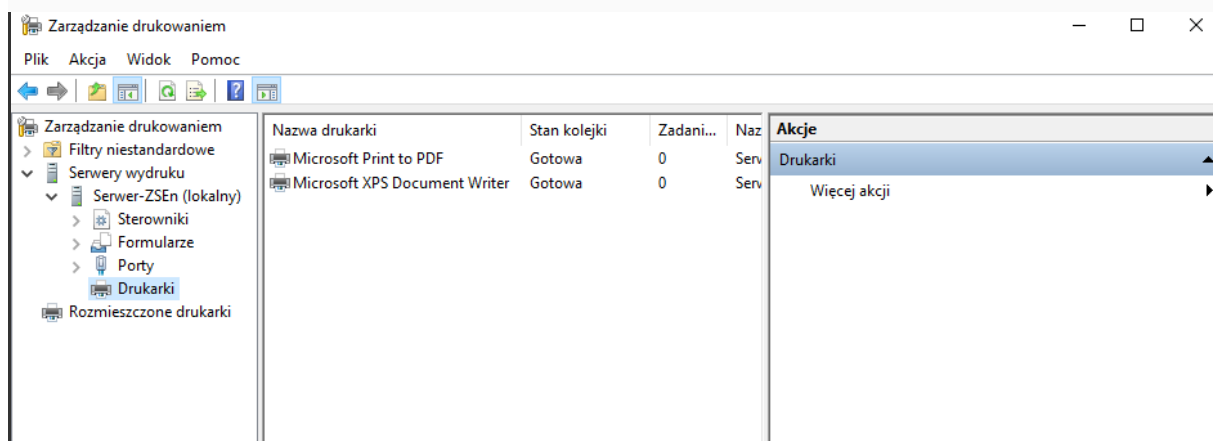 Zarządzanie drukowaniem
Plik Akcja Widok Pomoc
Zarządzanie drukowaniem
Filtry niestandardowe
Serwery wydruku
Serwer-ZSEn (lokalny)
Sterowniki
Formularze
Porty
Drukarki
Rozmieszczone drukarki
Nazwa drukarki Stan kolejki Zadani... Naz
Microsoft Print to PDF Gotowa 0 Serw
Microsoft XPS Document Writer Gotowa 0 Serw
Akcje
Drukarki
Więcej akcji